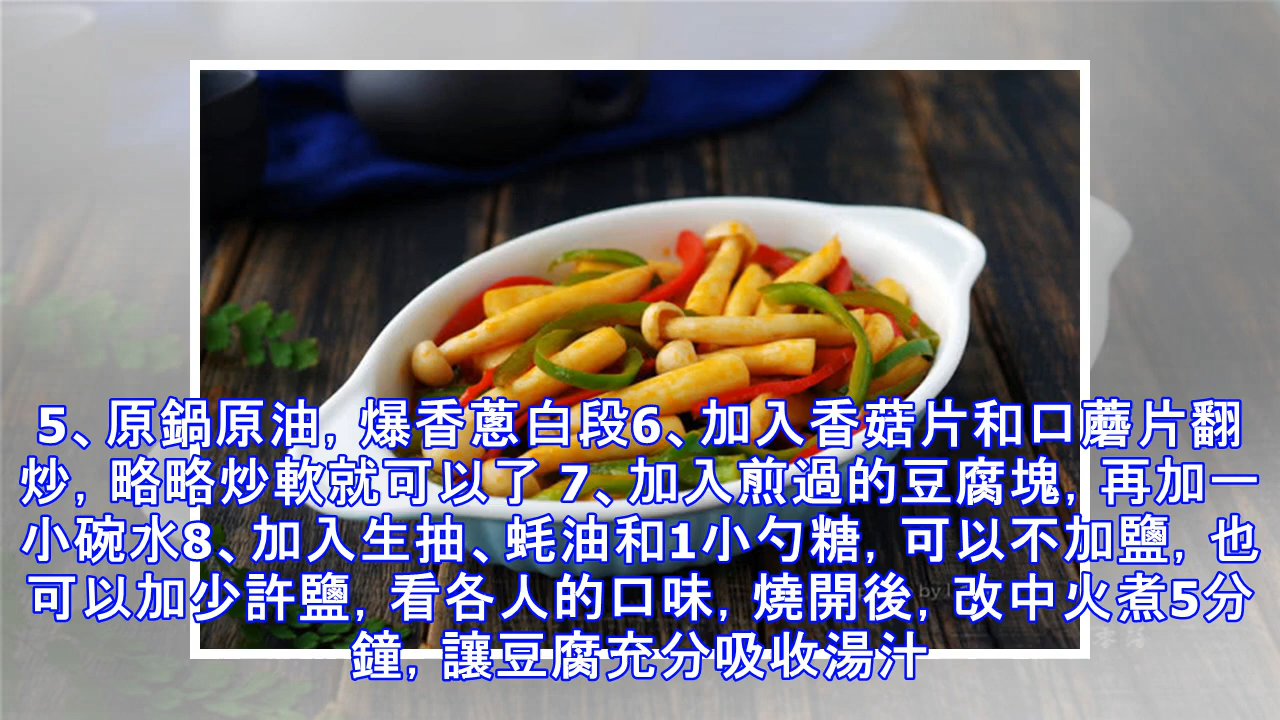 5、原鍋原油, 爆香蔥白段6、加入香菇片和口蘑片翻
炒, 略略炒軟就可以了 7、加入煎過的豆腐塊, 再加一
小碗水8、加入生抽、蚝油和1小勺糖, 可以不加鹽, 也
可以加少許鹽, 看各人的口味, 燒開後, 改中火煮5分
鐘, 讓豆腐充分吸收湯汁